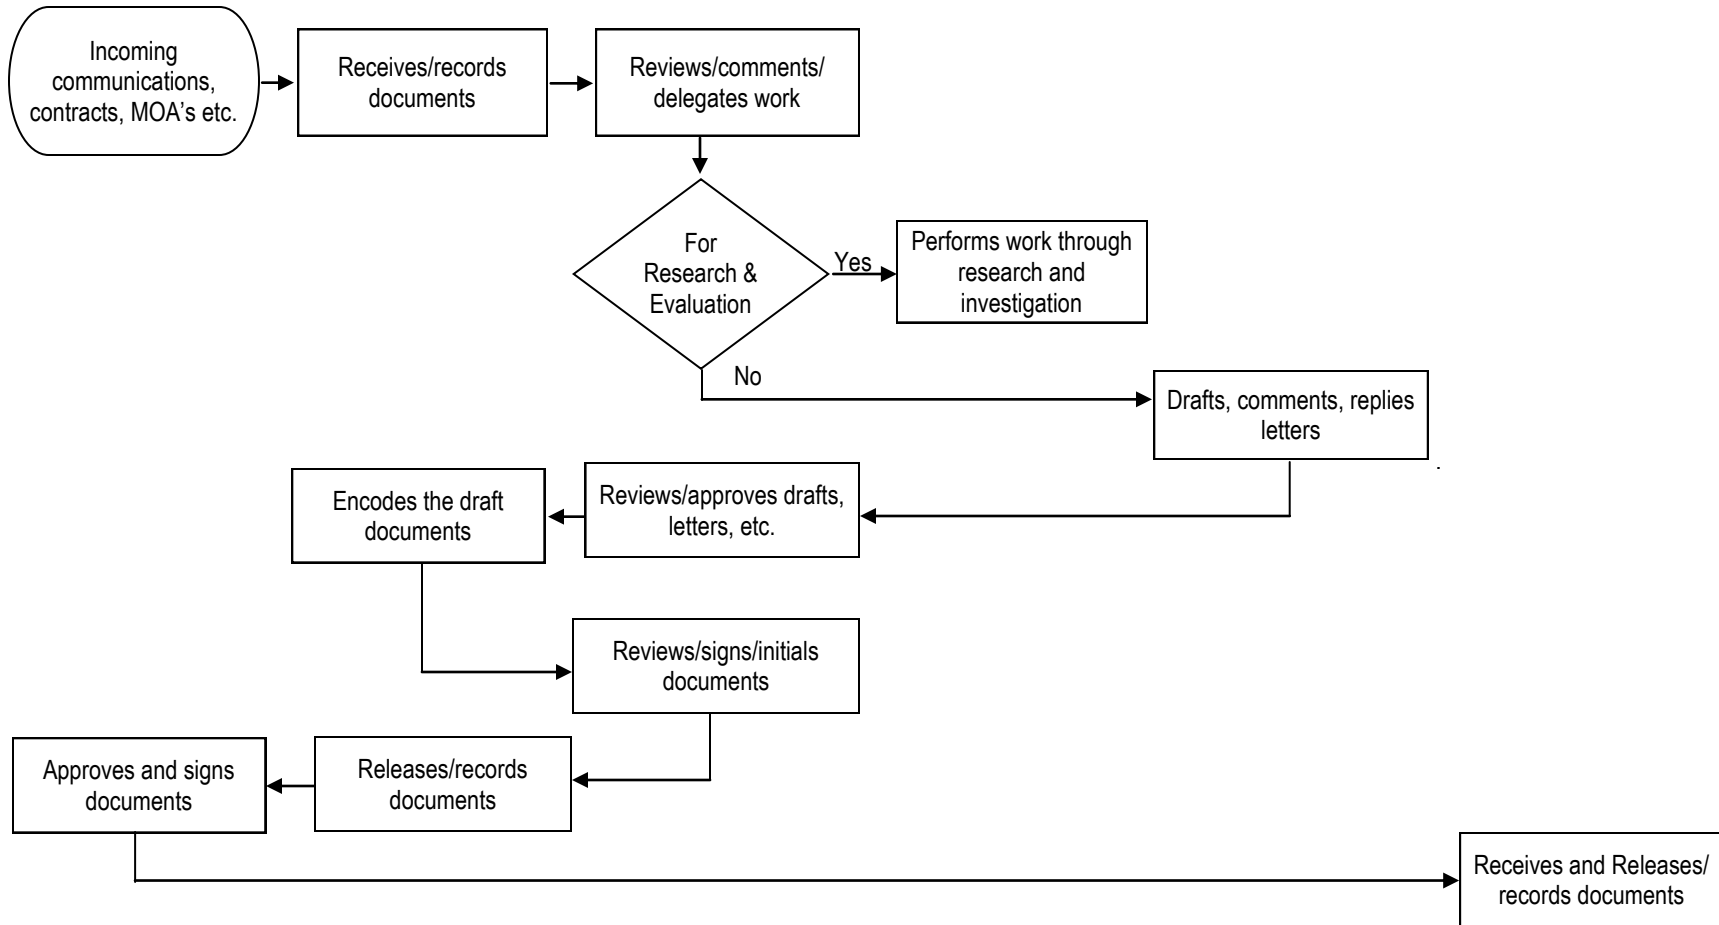 Incoming
communications,
contracts, MOA’s etc.
Receives/records
documents
Reviews/comments/
delegates work
For
Research &
Evaluation
Yes
Performs work through
research and
investigation
No
Drafts, comments, replies
letters
.
Reviews/approves drafts,
letters, etc.
Encodes the draft
documents
Reviews/signs/initials
documents
Releases/records
documents
Approves and signs
documents
Receives and Releases/
records documents